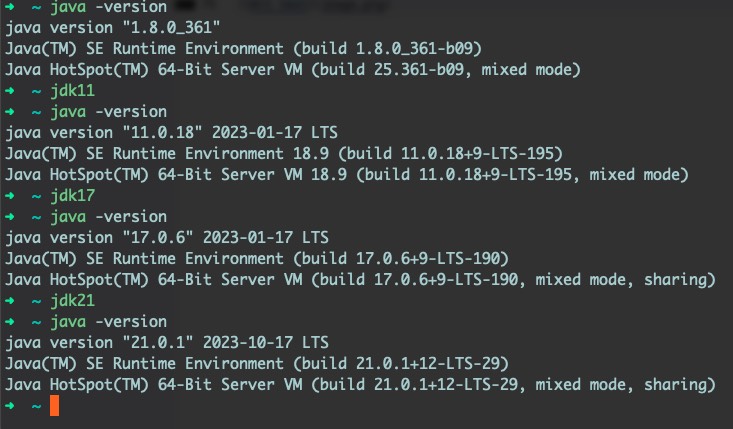 ➜  ~ java -version
java version "1.8.0_361"
Java(TM) SE Runtime Environment (build 1.8.0_361-b09)
Java HotSpot(TM) 64-Bit Server VM (build 25.361-b09, mixed mode)
➜  ~ jdk11
➜  ~ java -version
java version "11.0.18" 2023-01-17 LTS
Java(TM) SE Runtime Environment 18.9 (build 11.0.18+9-LTS-195)
Java HotSpot(TM) 64-Bit Server VM 18.9 (build 11.0.18+9-LTS-195, mixed mode)
➜  ~ jdk17
➜  ~ java -version
java version "17.0.6" 2023-01-17 LTS
Java(TM) SE Runtime Environment (build 17.0.6+9-LTS-190)
Java HotSpot(TM) 64-Bit Server VM (build 17.0.6+9-LTS-190, mixed mode, sharing)
➜  ~ jdk21
➜  ~ java -version
java version "21.0.1" 2023-10-17 LTS
Java(TM) SE Runtime Environment (build 21.0.1+12-LTS-29)
Java HotSpot(TM) 64-Bit Server VM (build 21.0.1+12-LTS-29, mixed mode, sharing)
➜  ~